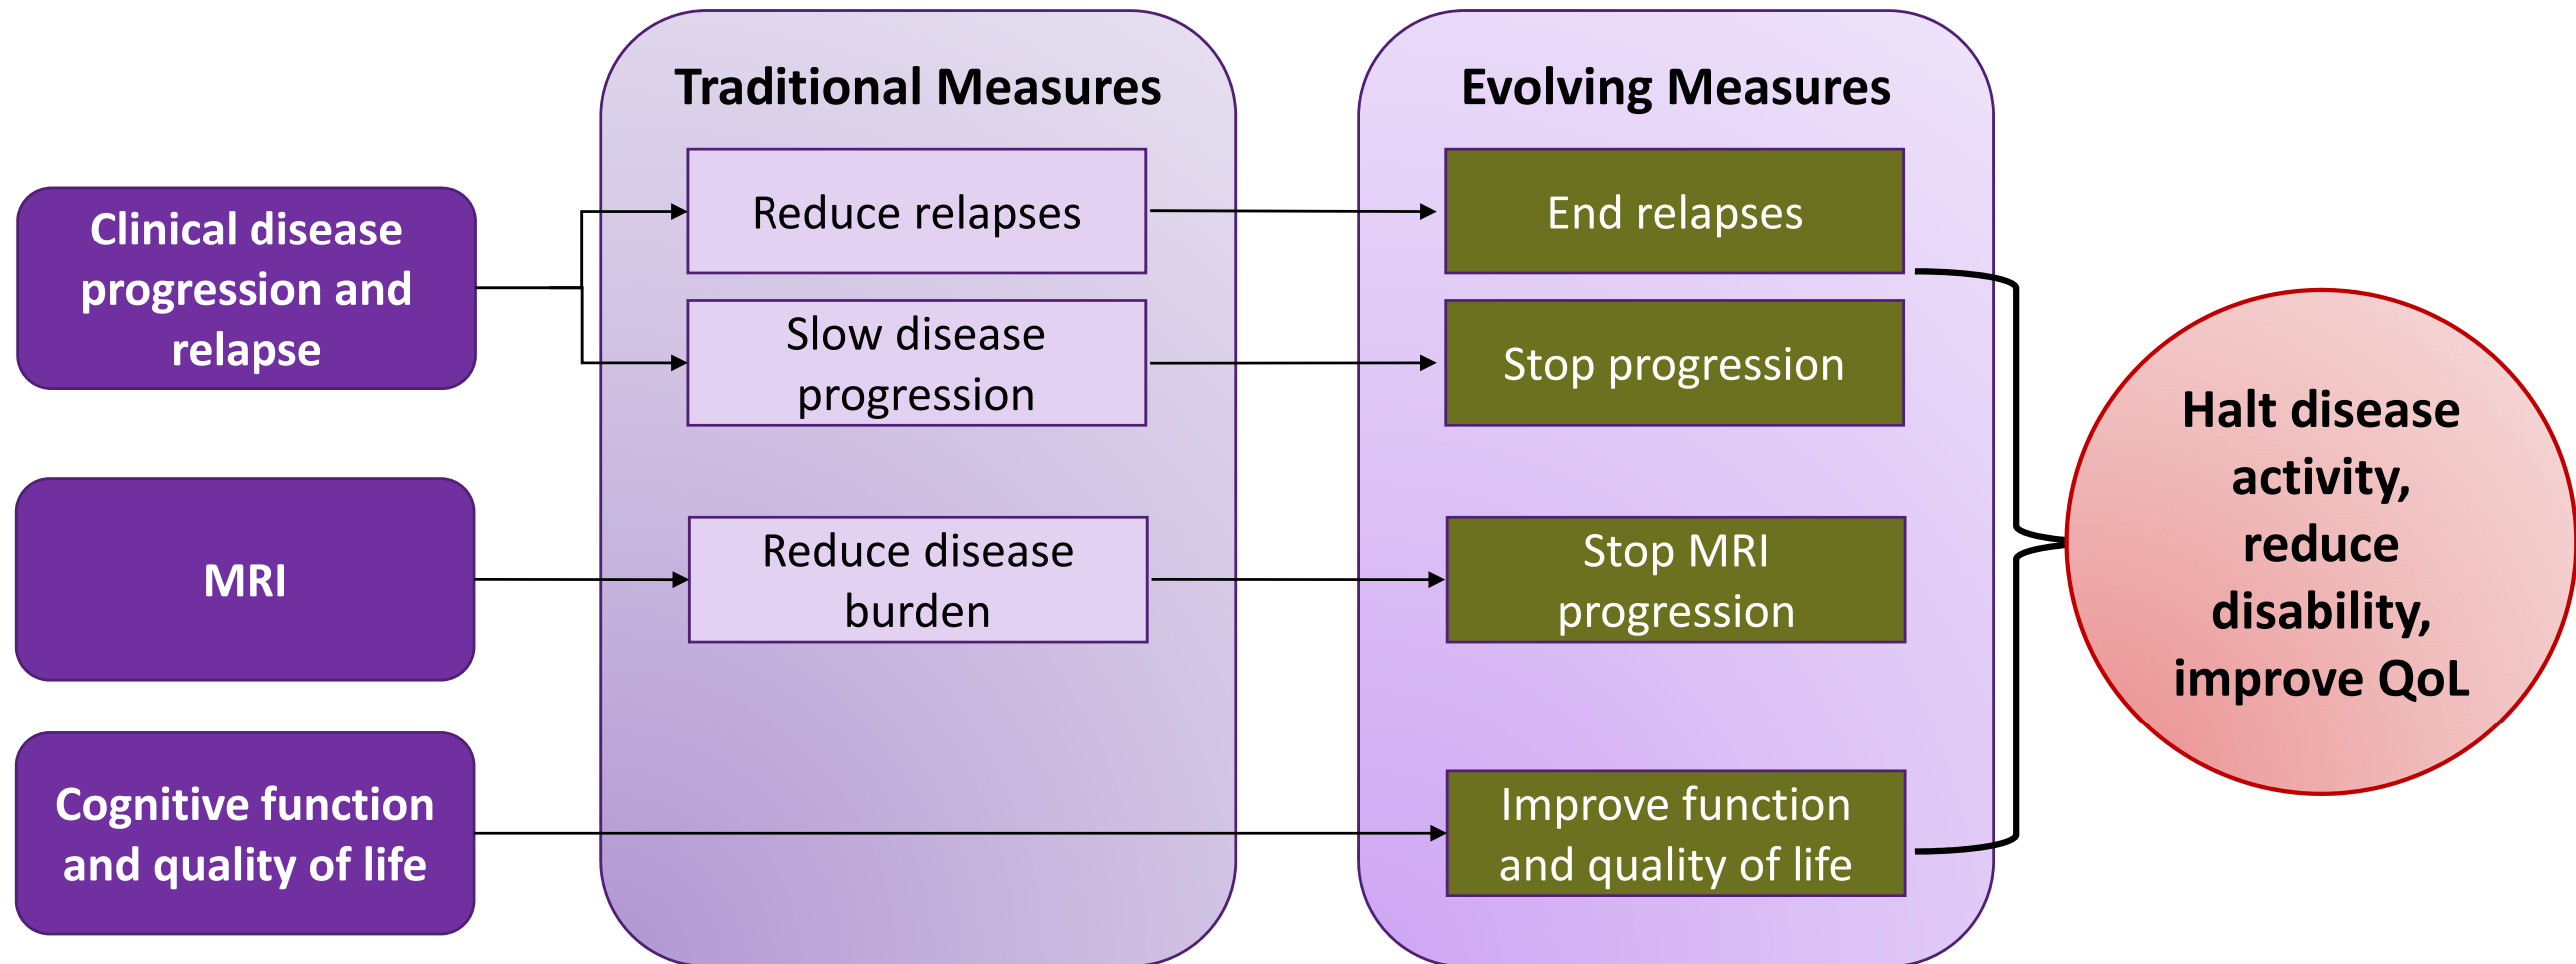 Traditional Measures
Evolving Measures
Clinical disease
progression and
relapse
Reduce relapses
End relapses
Slow disease
progression
Stop progression
MRI
Reduce disease
burden
Stop MRI
progression
Cognitive function
and quality of life
Improve function
and quality of life
Halt disease
activity,
reduce
disability,
improve QoL